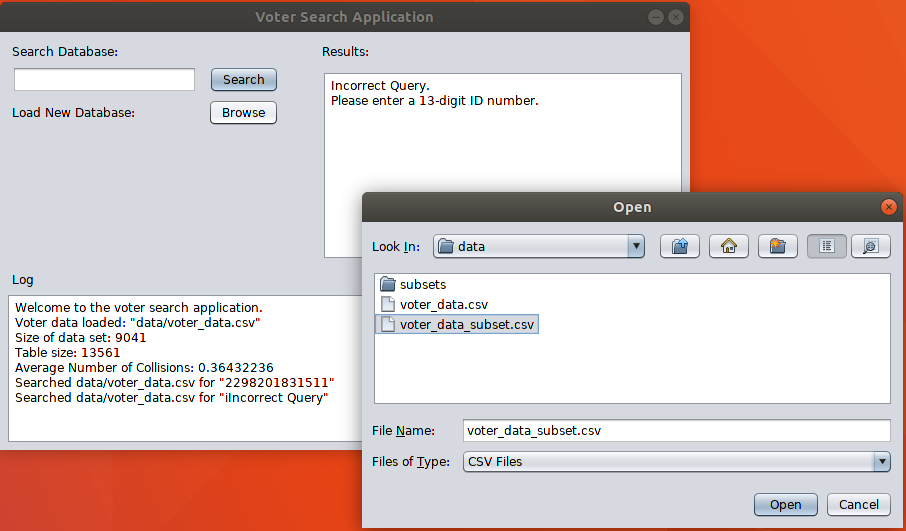 Voter Search Application
Search Database:
Search
Load New Database:
Browse
Results:
Incorrect Query.
Please enter a 13-digit ID number.
Log
Welcome to the voter search application.
Voter data loaded: "data/voter_data.csv"
Size of data set: 9041
Table size: 13561
Average Number of Collisions: 0.36432236
Searched data/voter_data.csv for "2298201831511"
Searched data/voter_data.csv for "iIncorrect Query"
Open
Look In:
data
subsets
voter_data.csv
voter_data_subset.csv
File Name:
voter_data_subset.csv
Files of Type:
CSV Files
Open
Cancel